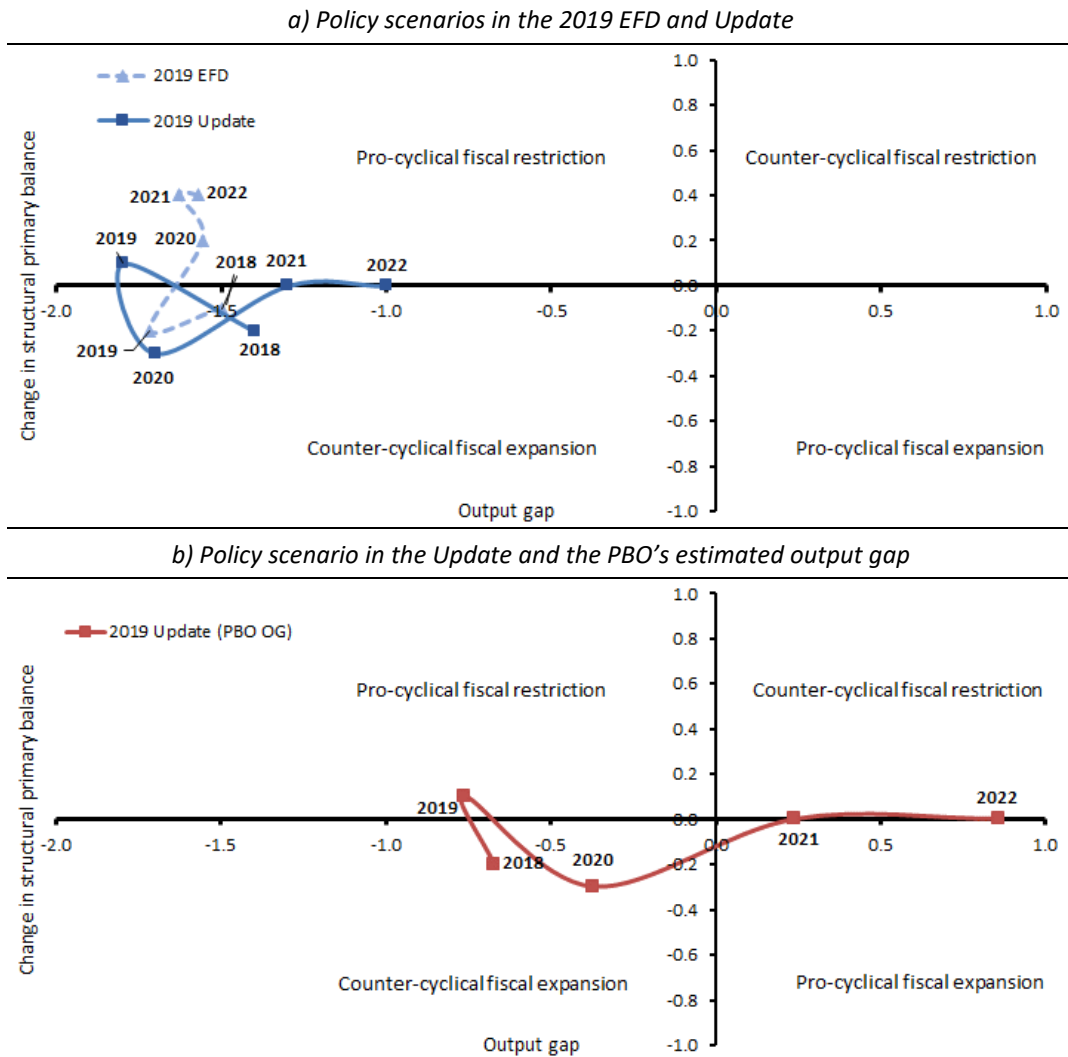 a) Policy scenarios in the 2019 EFD and Update
1.0
2019 EFD
0.8
2019 Update
0.6
Pro-cyclical fiscal restriction
Counter-cyclical fiscal restriction
0.4
2021
2022
0.2
2019
2020
2018
2021
2022
0.0
-2.0
-1.5
-1.0
-0.5
0.5
1.0
-0.2
2019
2018
2020
-0.4
-0.6
Counter-cyclical fiscal expansion
Pro-cyclical fiscal expansion
-0.8
Output gap
-1.0
Change in structural primary balance
b) Policy scenario in the Update and the PBO's estimated output gap
1.0
2019 Update (PBO OG)
0.8
0.6
Pro-cyclical fiscal restriction
Counter-cyclical fiscal restriction
0.4
0.2
2019
2022
0.0
-2.0
-1.5
-1.0
-0.5
0.0
0.5
1.0
2021
2018
2020
-0.2
-0.4
-0.6
Counter-cyclical fiscal expansion
Pro-cyclical fiscal expansion
-0.8
Output gap
-1.0
Change in structural primary balance